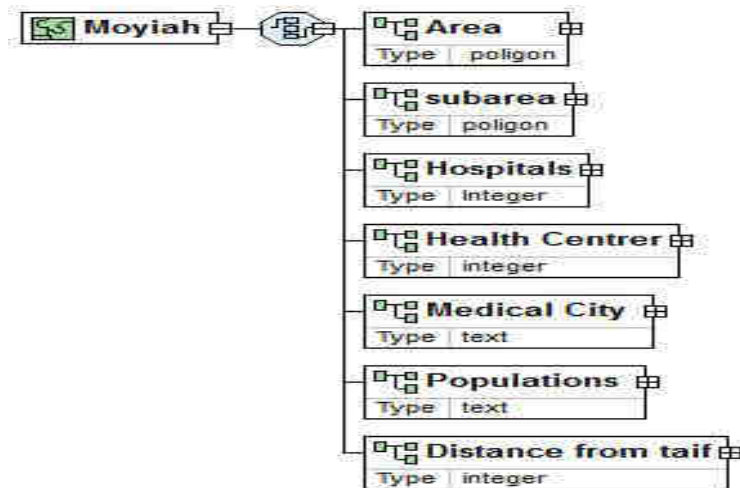 Moyiah
Area
Type poligon
subarea
Type poligon
Hospitals
Type Integer
Health Centrer
Type integer
Medical City
Type text
Populations
Type text
Distance from taif
Type integer